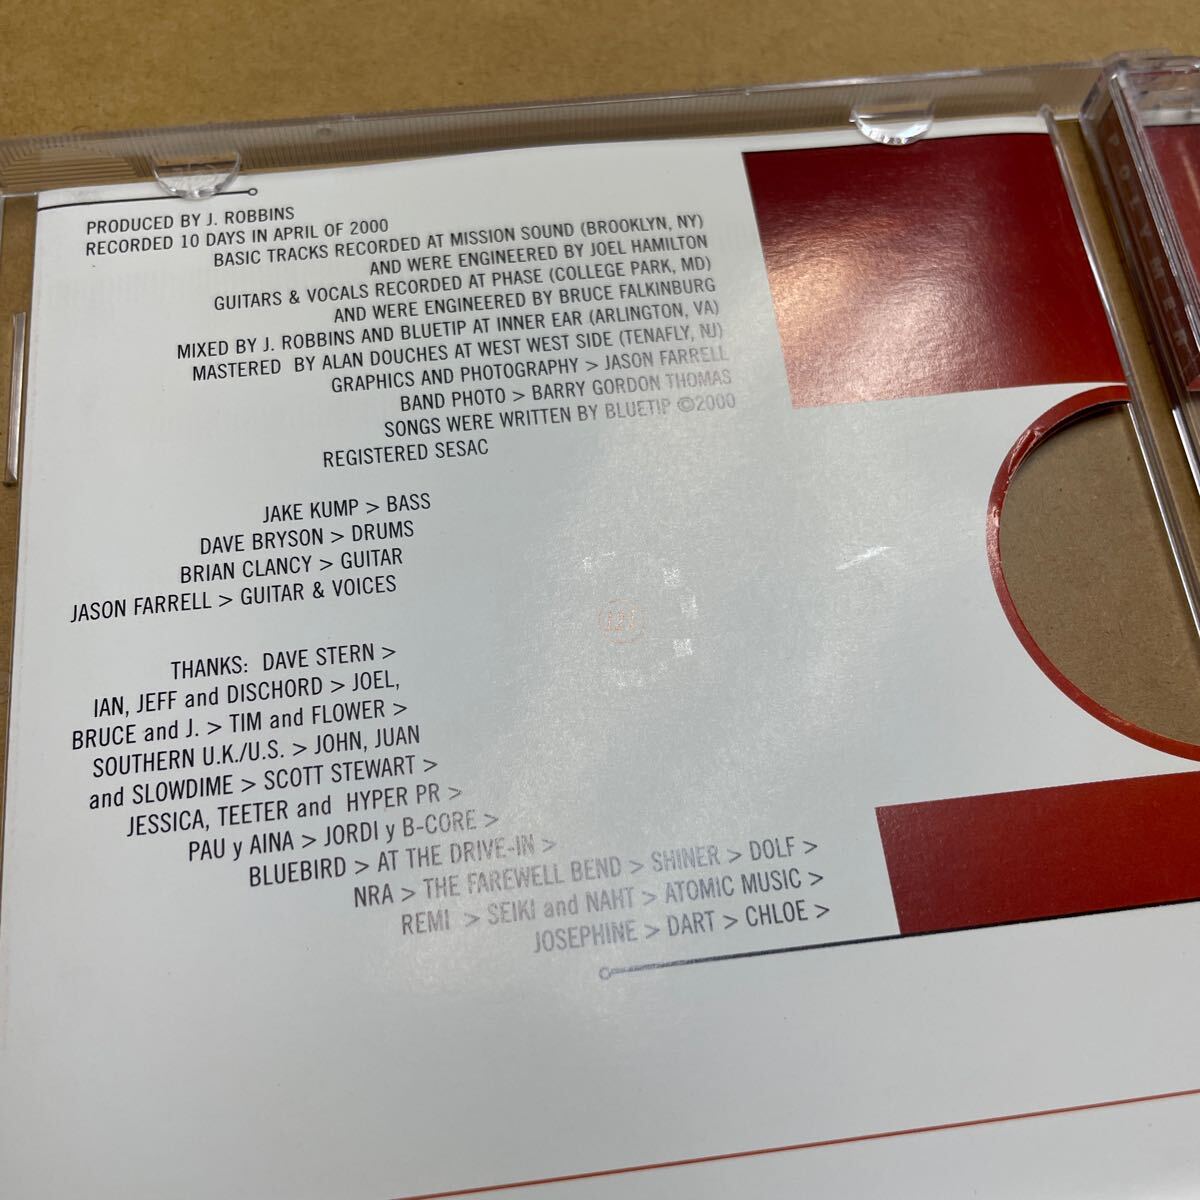 PRODUCED BY J. ROBBINS
RECORDED 10 DAYS IN APRIL OF 2000
BASIC TRACKS RECORDED AT MISSION SOUND (BROOKLYN, NY)
AND WERE ENGINEERED BY JOEL HAMILTON
GUITARS & VOCALS RECORDED AT PHASE (COLLEGE PARK, MD)
AND WERE ENGINEERED BY BRUCE FALKINBURG
MIXED BY J. ROBBINS AND BLUETIP AT INNER EAR (ARLINGTON, VA)
MASTERED BY ALAN DOUCHES AT WEST WEST SIDE (TENAFLY, NJ)
GRAPHICS AND PHOTOGRAPHY > JASON FARRELL
BAND PHOTO > BARRY GORDON THOMAS
SONGS WERE WRITTEN BY BLUETIP ©2000
REGISTERED SESAC
JAKE KUMP > BASS
DAVE BRYSON > DRUMS
BRIAN CLANCY > GUITAR
JASON FARRELL > GUITAR & VOICES
THANKS: DAVE STERN >
IAN, JEFF and DISCHORD > JOEL,
BRUCE and J. > TIM and FLOWER >
SOUTHERN U.K./U.S. > JOHN, JUAN
and SLOWDIME > SCOTT STEWART >
JESSICA, TEETER and HYPER PR >
PAU y AINA > JORDI y B-CORE >
BLUEBIRD > AT THE DRIVE-IN >
NRA > THE FAREWELL BEND > SHINER > DOLF >
REMI > SEIKI and NAHT > ATOMIC MUSIC >
JOSEPHINE > DART > CHLOE >
121